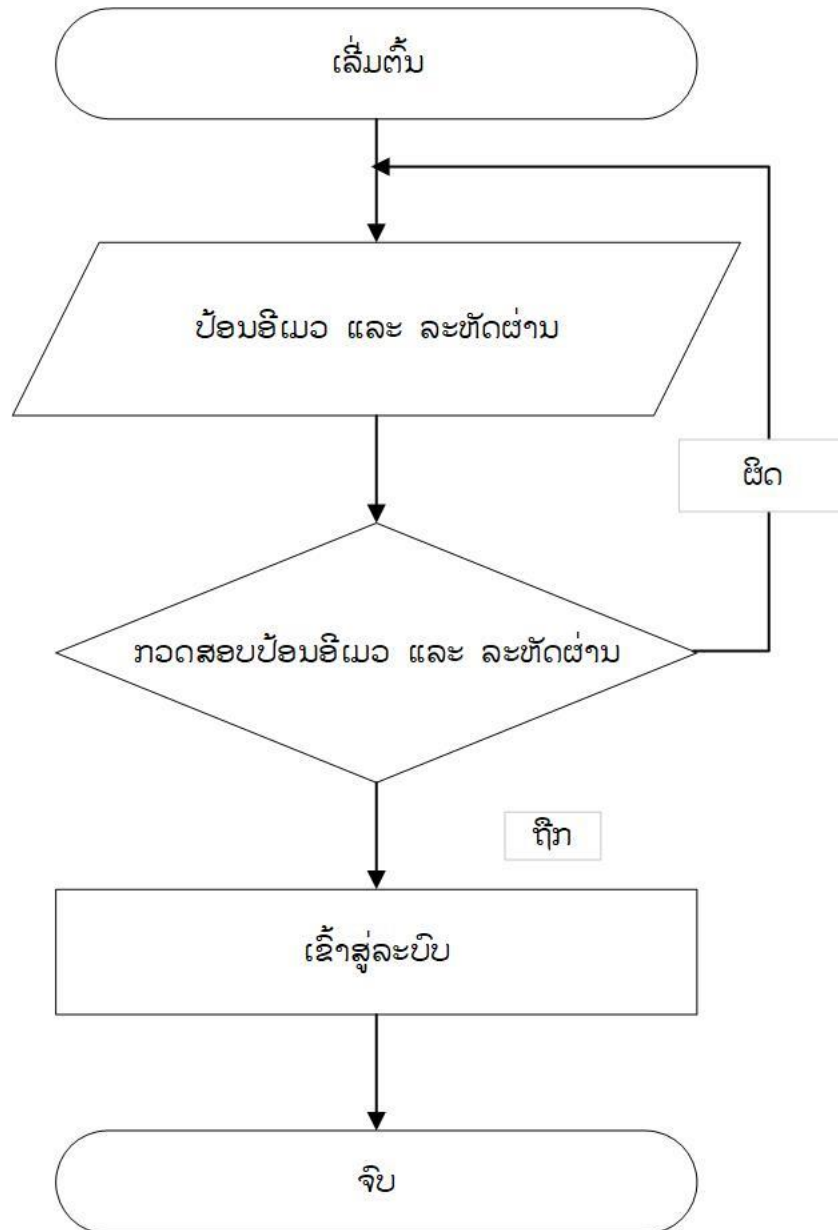 ເລີ່ມຕົ້ນ
ປ້ອນອີເມວ ແລະ ລະຫັດຜ່ານ
ຜິດ
ກວດສອບປ້ອນອີເມວ ແລະ ລະຫັດຜ່ານ
ຖືກ
ເຂົ້າສູ່ລະບົບ
ຈົບ